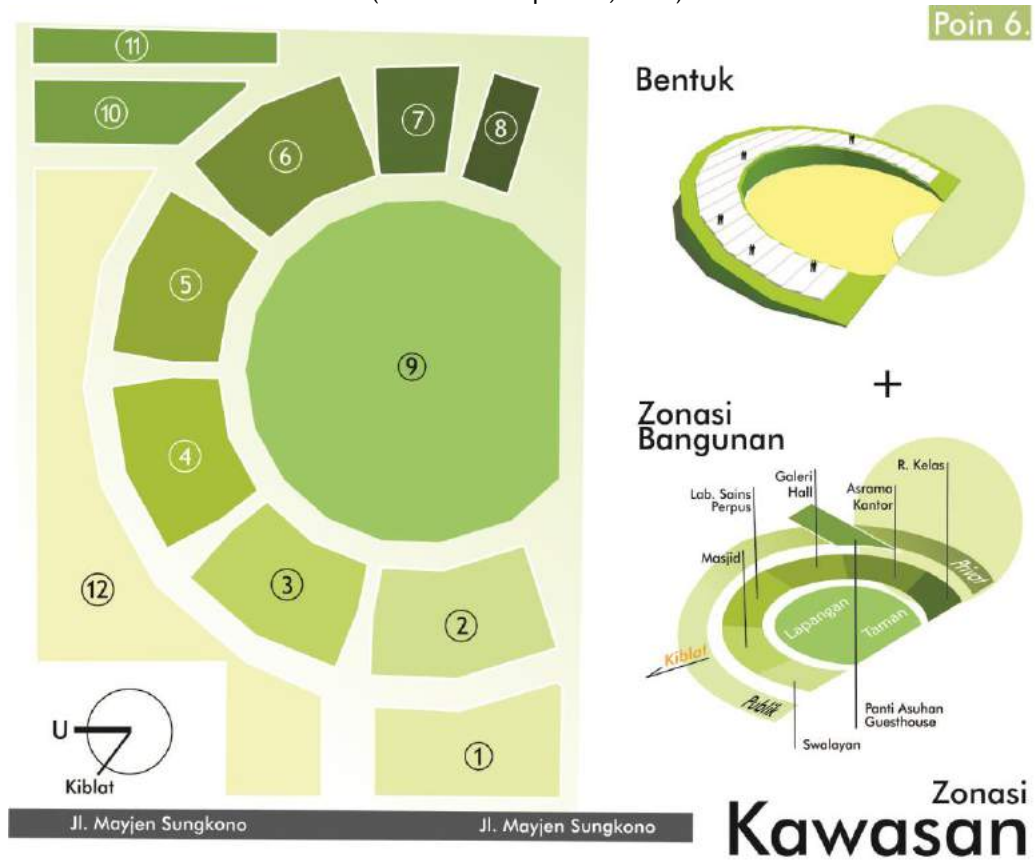 Poin 6.
11
10
7
8
6
5
9
4
3
12
2
1
U
Kiblat
Jl. Mayjen Sungkono
Jl. Mayjen Sungkono
Bentuk
+
Zonasi
Bangunan
R. Kelas
Galeri
Hall
Asrama
Kantor
Lab. Sains
Perpus
Masjid
Privat
Lapangan
Taman
Kiblat
Publik
Panti Asuhan
Guesthouse
Swalayan
Zonasi
Kawasan